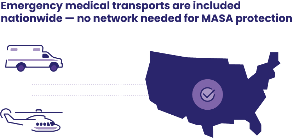 Emergency medical transports are included
nationwide — no network needed for MASA protection